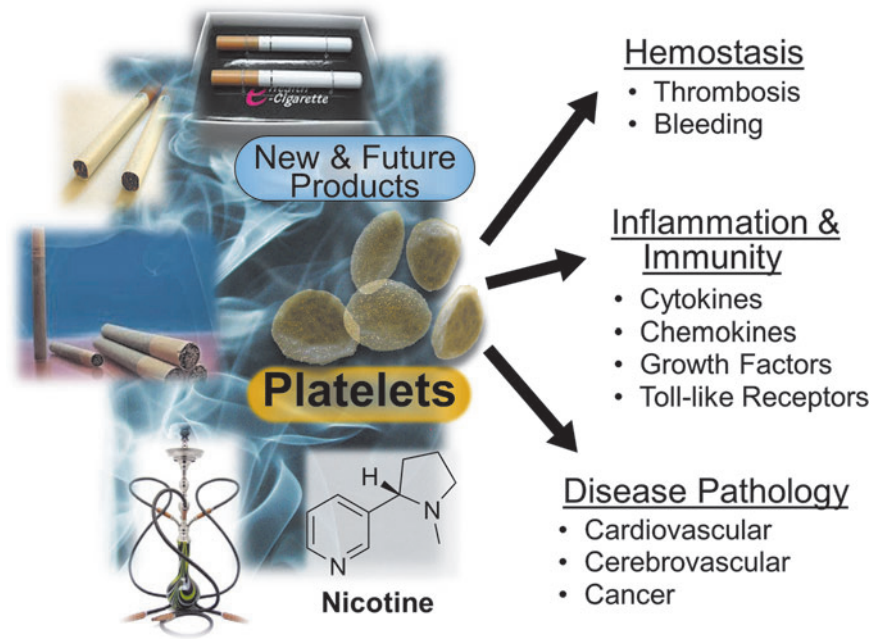 e-Cigarette
New & Future
Products
Platelets
H
N
N
Nicotine
Hemostasis
• Thrombosis
• Bleeding
Inflammation &
Immunity
• Cytokines
• Chemokines
• Growth Factors
• Toll-like Receptors
Disease Pathology
• Cardiovascular
• Cerebrovascular
• Cancer